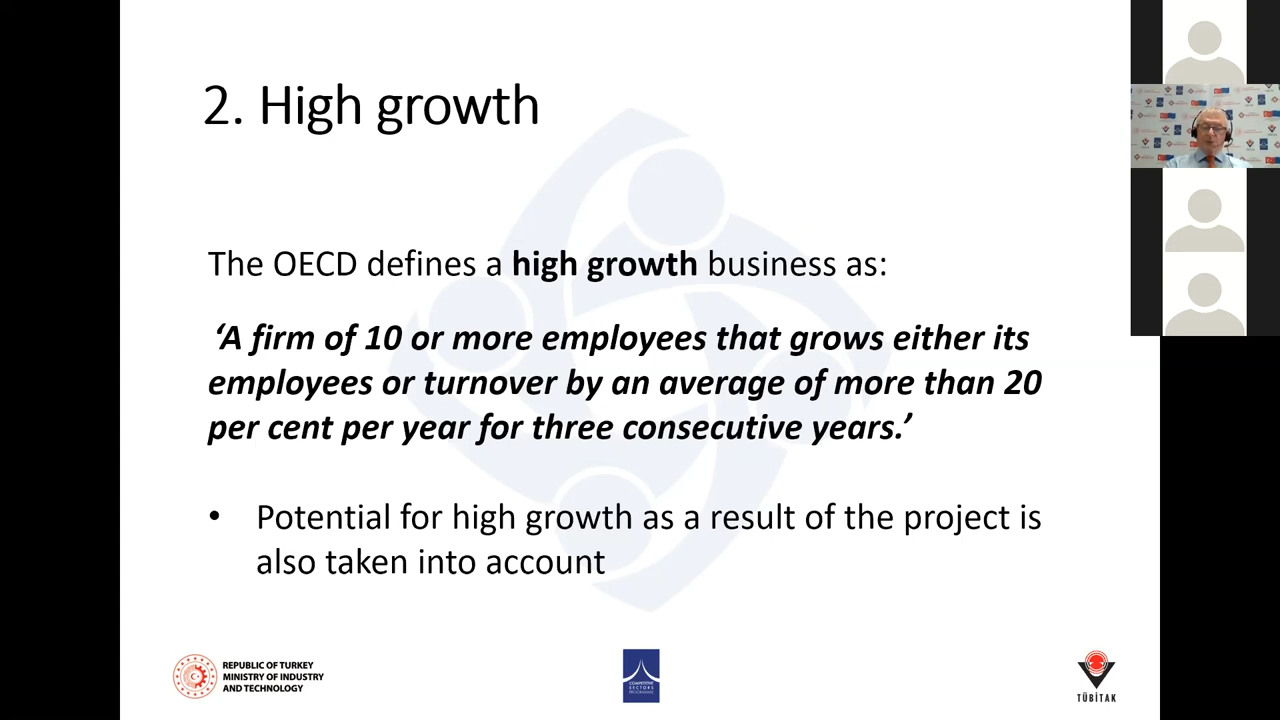 2. High growth
The OECD defines a high growth business as:
‘A firm of 10 or more employees that grows either its
employees or turnover by an average of more than 20
per cent per year for three consecutive years.’
• Potential for high growth as a result of the project is
also taken into account
REPUBLIC OF TURKEY
MINISTRY OF INDUSTRY
AND TECHNOLOGY
COMPETITIVE
SECTORS
PROGRAMME
TÜBİTAK